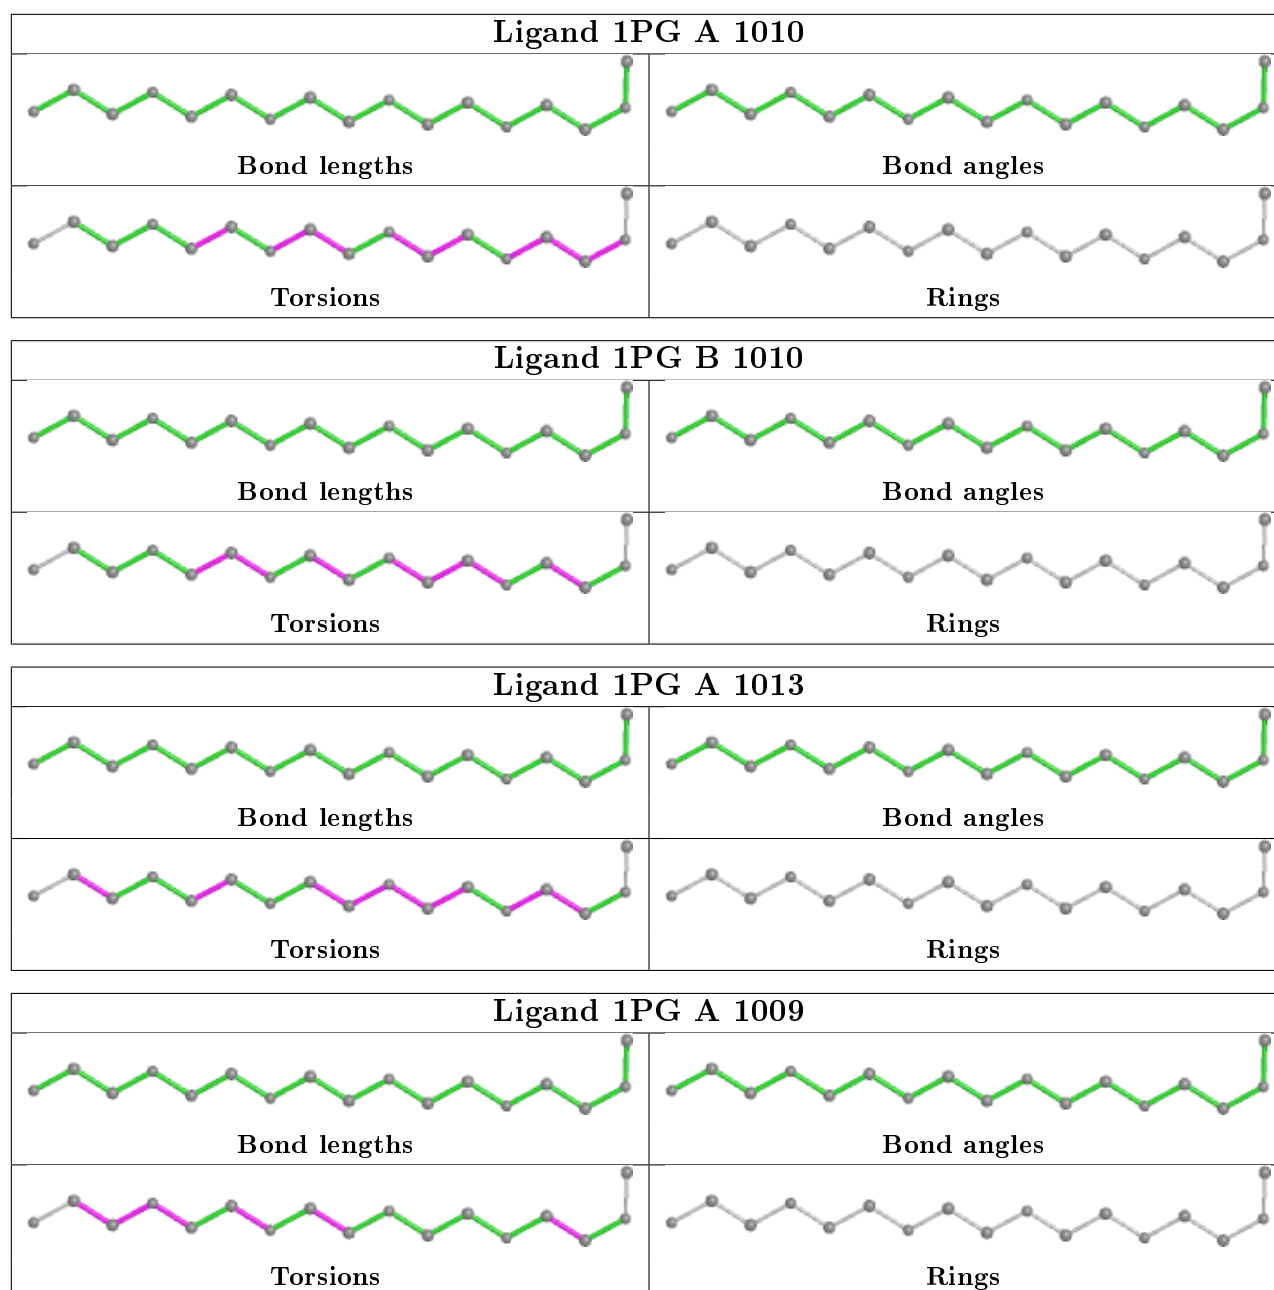 Ligand 1PG A 1010
Bond lengths
Bond angles
Torsions
Rings
Ligand 1PG B 1010
Bond lengths
Bond angles
Torsions
Rings
Ligand 1PG A 1013
Bond lengths
Bond angles
Torsions
Rings
Ligand 1PG A 1009
Bond lengths
Bond angles
Torsions
Rings